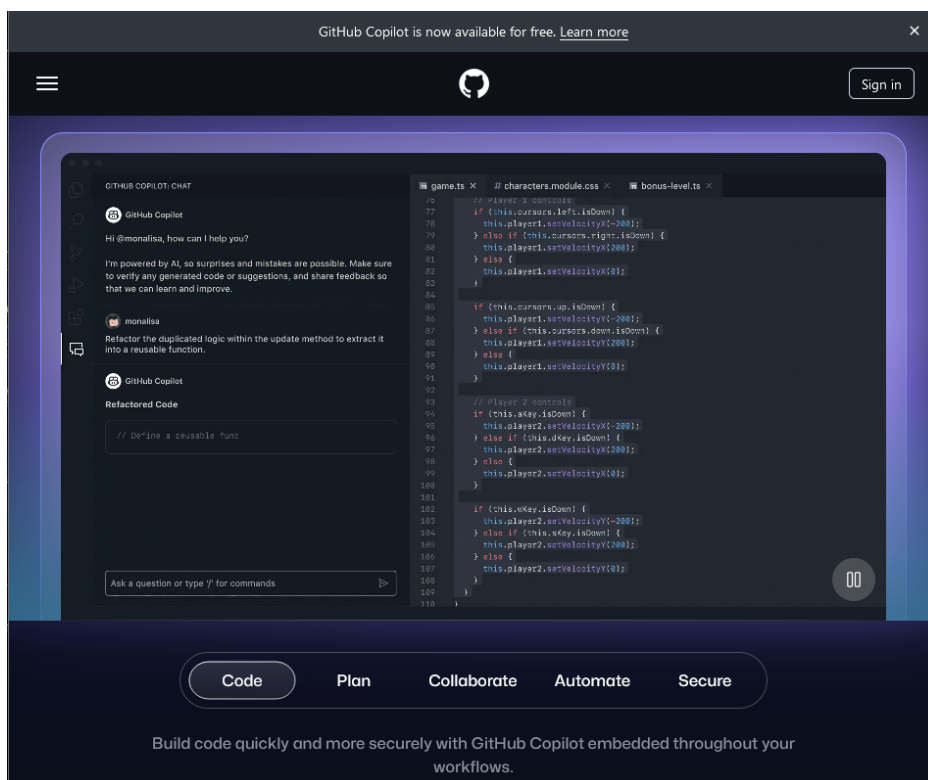 GitHub Copilot is now available for free. Learn more
Sign in
GITHUB COPILOT: CHAT
GitHub Copilot
Hi @monalisa, how can I help you?
I'm powered by AI, so surprises and mistakes are possible. Make sure
to verify any generated code or suggestions, and share feedback so
that we can learn and improve.
monalisa
Refactor the duplicated logic within the update method to extract it
into a reusable function.
GitHub Copilot
Refactored Code
// Define a reusable func
Ask a question or type '/' for commands
game.ts # characters.module.css bonus-level.ts
76 // Player 1 controls
77 if (this.cursors.left.isDown) {
78 this.player1.setVelocityX(-200);
79 } else if (this.cursors.right.isDown) {
80 this.player1.setVelocityX(200);
81 } else {
82 this.player1.setVelocityX(0);
83 }
84
85 if (this.cursors.up.isDown) {
86 this.player1.setVelocityY(-200);
87 } else if (this.cursors.down.isDown) {
88 this.player1.setVelocityY(200);
89 } else {
90 this.player1.setVelocityY(0);
91 }
92
93 // Player 2 controls
94 if (this.aKey.isDown) {
95 this.player2.setVelocityX(-200);
96 } else if (this.dKey.isDown) {
97 this.player2.setVelocityX(200);
98 } else {
99 this.player2.setVelocityX(0);
100 }
101
102 if (this.wKey.isDown) {
103 this.player2.setVelocityY(-200);
104 } else if (this.sKey.isDown) {
105 this.player2.setVelocityY(200);
106 } else {
107 this.player2.setVelocityY(0);
108 }
109 }
110 }
Code Plan Collaborate Automate Secure
Build code quickly and more securely with GitHub Copilot embedded throughout your
workflows.